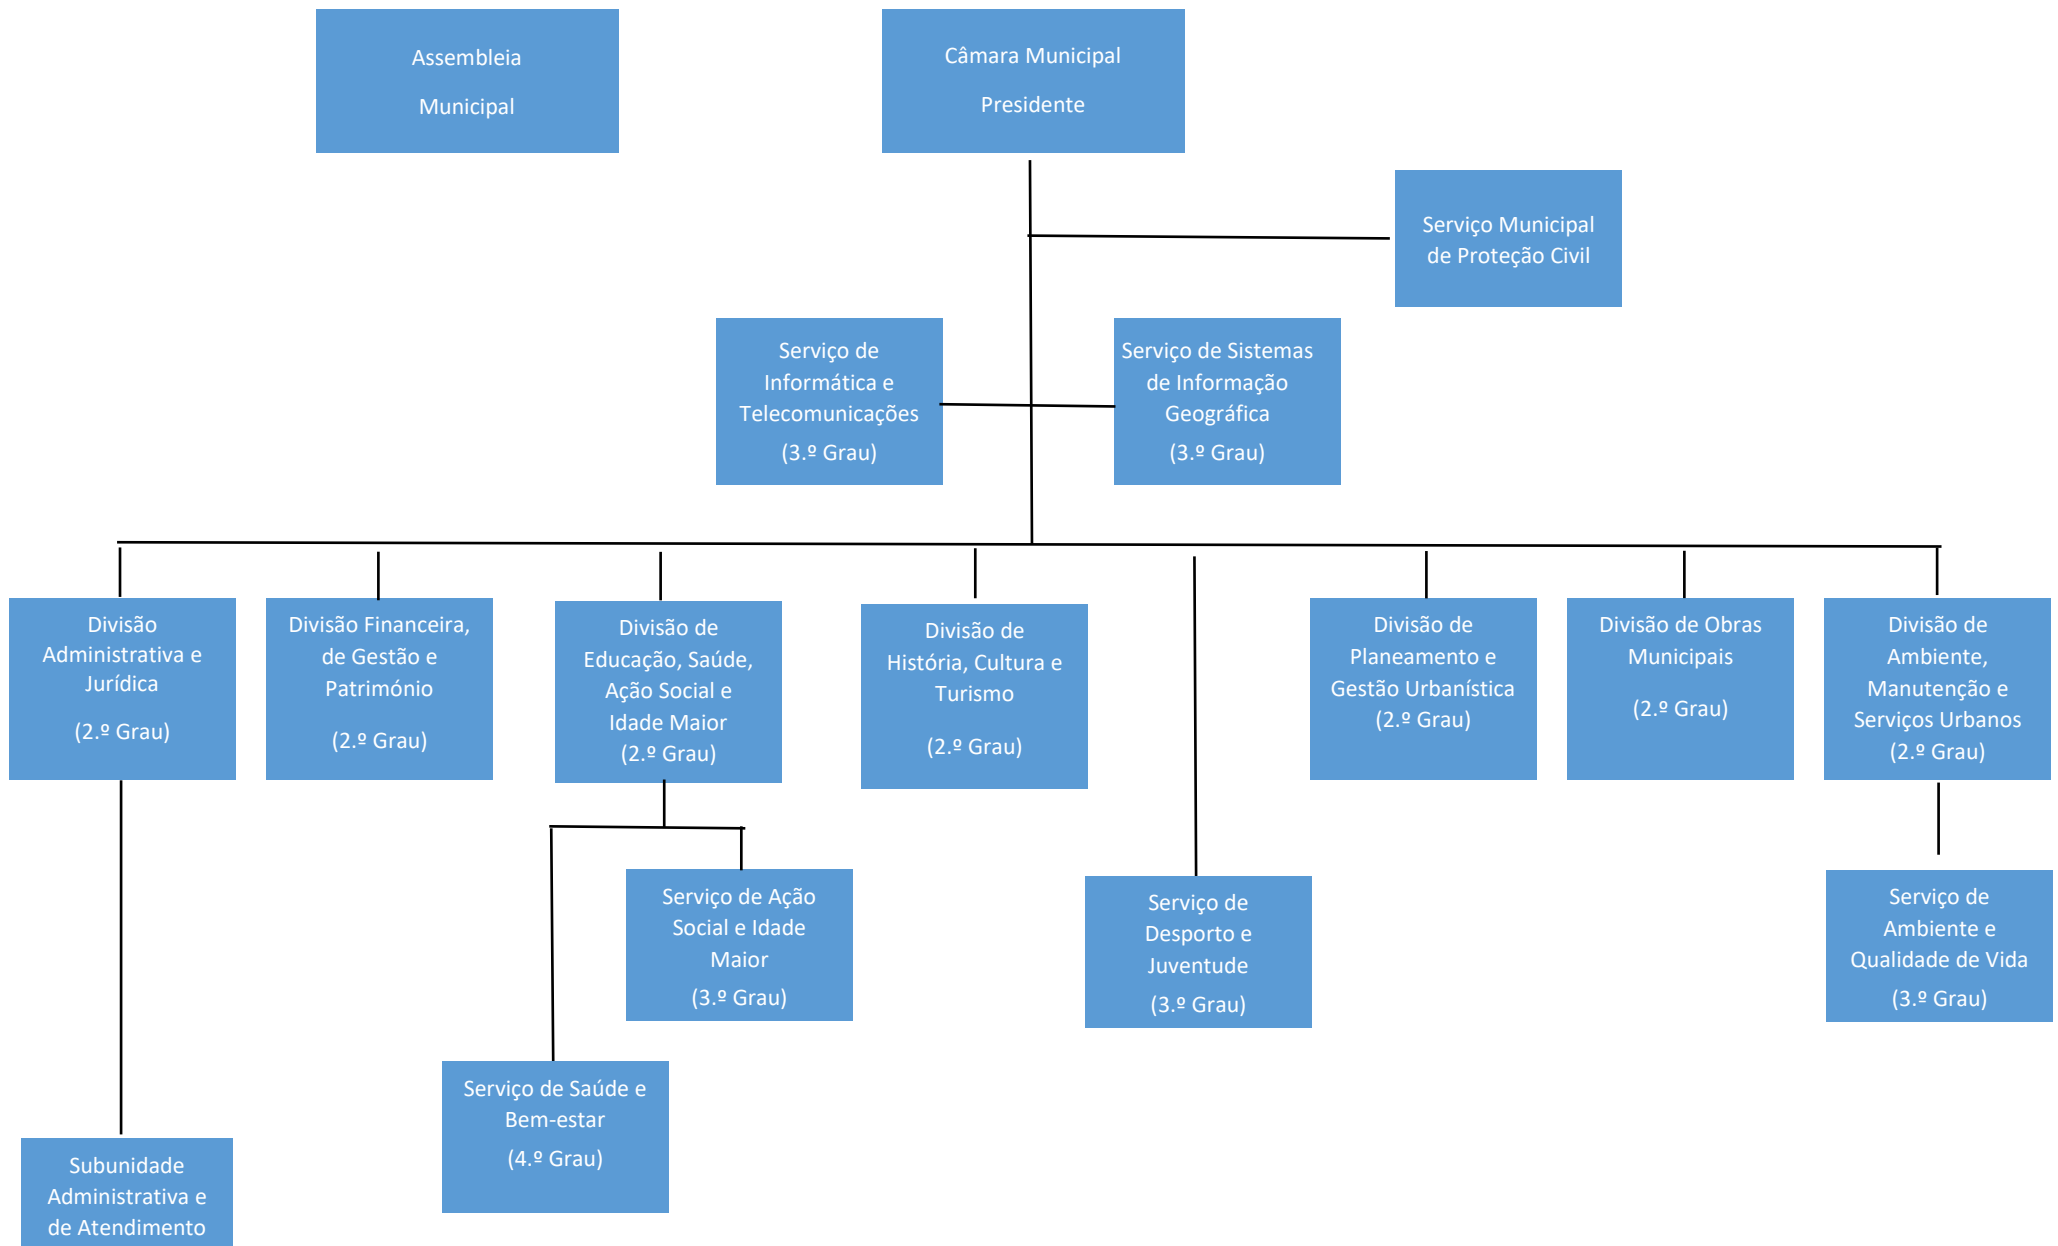 Assembleia
Municipal
Câmara Municipal
Presidente
Serviço Municipal
de Proteção Civil
Serviço de
Informática e
Telecomunicações
(3.º Grau)
Serviço de Sistemas
de Informação
Geográfica
(3.º Grau)
Divisão
Administrativa e
Jurídica
(2.º Grau)
Divisão Financeira,
de Gestão e
Património
(2.º Grau)
Divisão de
Educação, Saúde,
Ação Social e
Idade Maior
(2.º Grau)
Divisão de
História, Cultura e
Turismo
(2.º Grau)
Divisão de
Planeamento e
Gestão Urbanística
(2.º Grau)
Divisão de Obras
Municipais
(2.º Grau)
Divisão de
Ambiente,
Manutenção e
Serviços Urbanos
(2.º Grau)
Serviço de Ação
Social e Idade
Maior
(3.º Grau)
Serviço de
Desporto e
Juventude
(3.º Grau)
Serviço de
Ambiente e
Qualidade de Vida
(3.º Grau)
Serviço de Saúde e
Bem-estar
(4.º Grau)
Subunidade
Administrativa e
de Atendimento